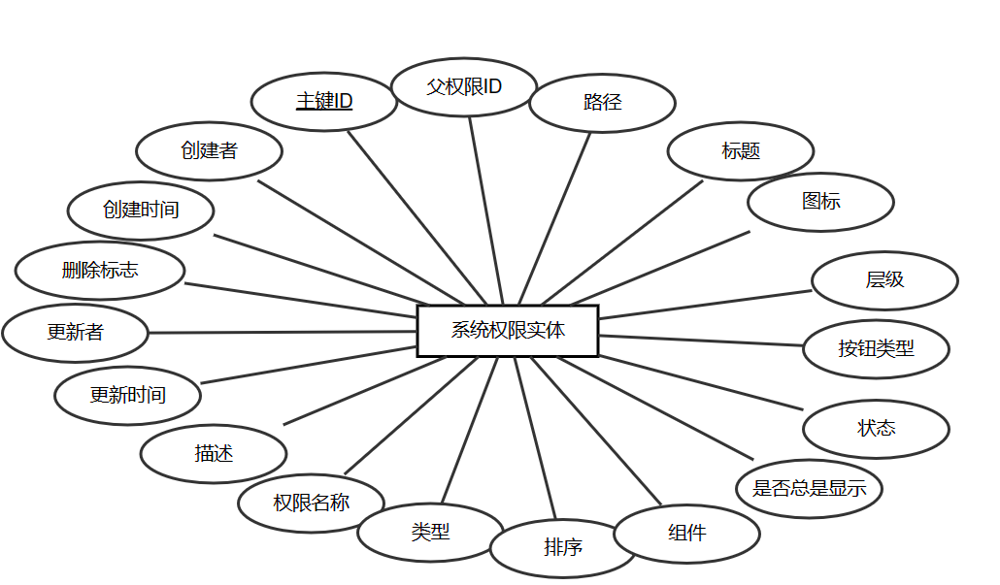 父权限ID
主键ID
路径
创建者
标题
创建时间
图标
删除标志
层级
更新者
系统权限实体
按钮类型
更新时间
状态
描述
是否总是显示
权限名称
类型
组件
排序